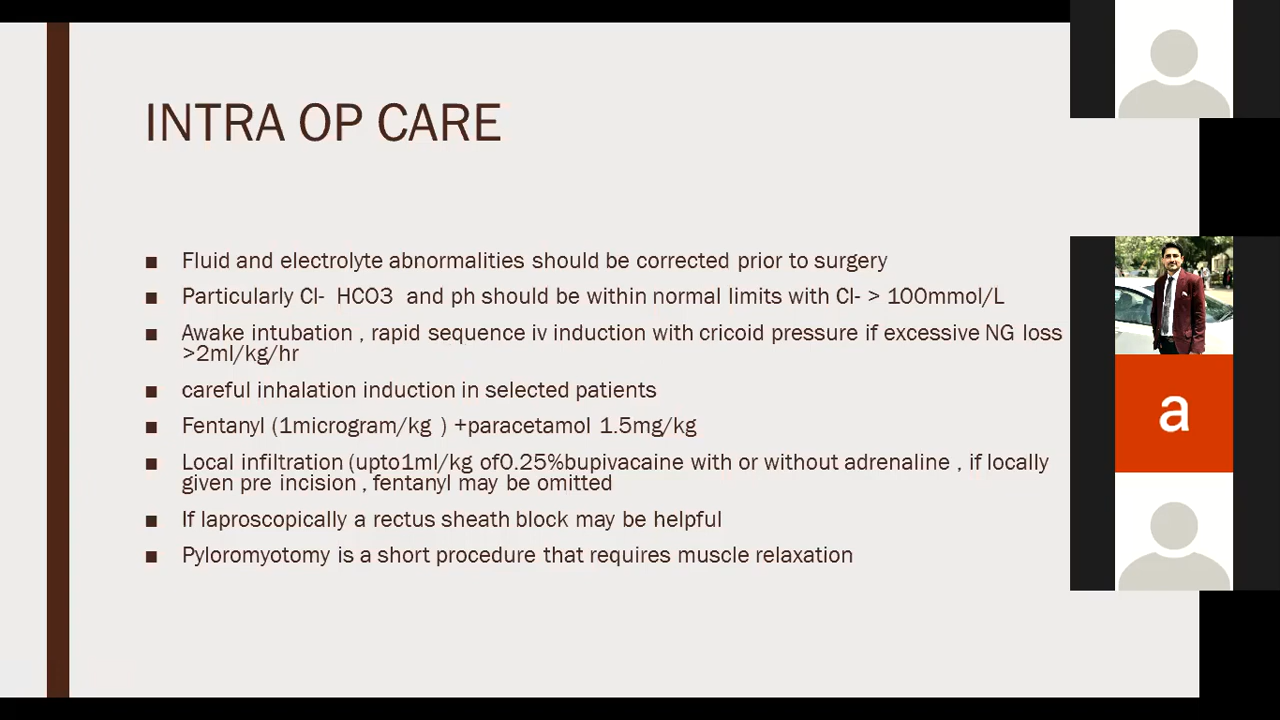 INTRA OP CARE
■ Fluid and electrolyte abnormalities should be corrected prior to surgery
■ Particularly Cl- HCO3 and ph should be within normal limits with Cl- > 100mmol/L
■ Awake intubation , rapid sequence iv induction with cricoid pressure if excessive NG loss
>2ml/kg/hr
■ careful inhalation induction in selected patients
■ Fentanyl (1microgram/kg ) +paracetamol 1.5mg/kg
■ Local infiltration (upto1ml/kg of0.25%bupivacaine with or without adrenaline , if locally
given pre incision , fentanyl may be omitted
■ If laproscopically a rectus sheath block may be helpful
■ Pyloromyotomy is a short procedure that requires muscle relaxation
a